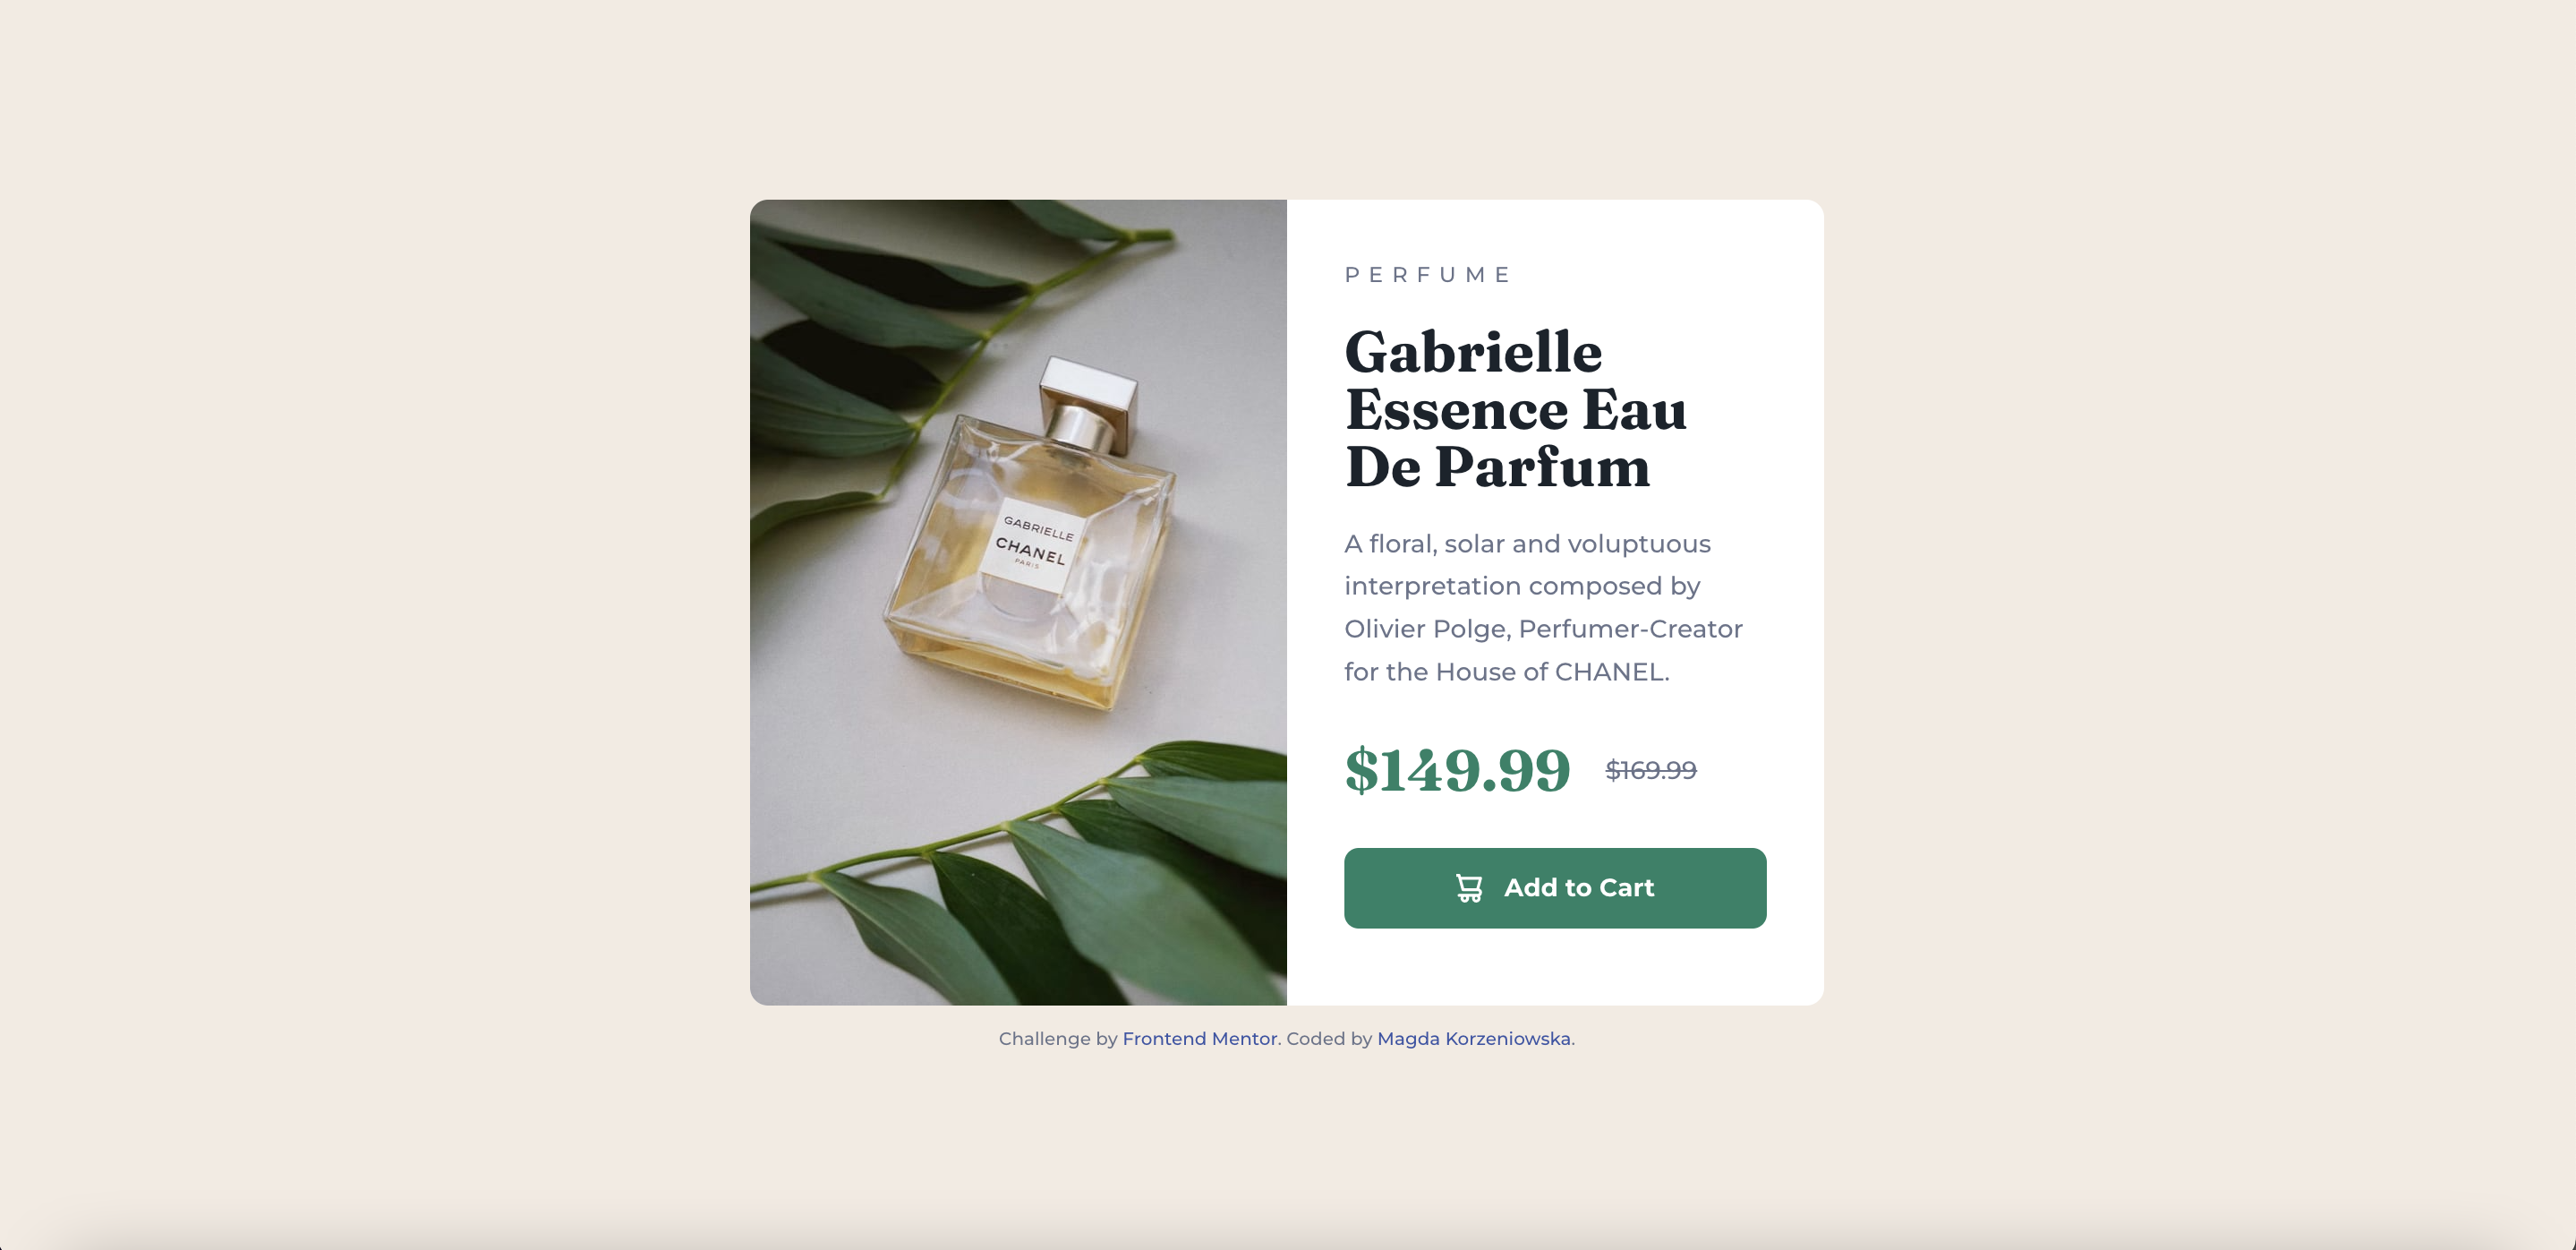 PERFUME
Gabrielle
Essence Eau
De Parfum
A floral, solar and voluptuous
interpretation composed by
Olivier Polge, Perfumer-Creator
for the House of CHANEL.
$149.99 $169.99
Add to Cart
GABRIELLE
CHANEL
PARIS
Challenge by Frontend Mentor. Coded by Magda Korzeniowska.